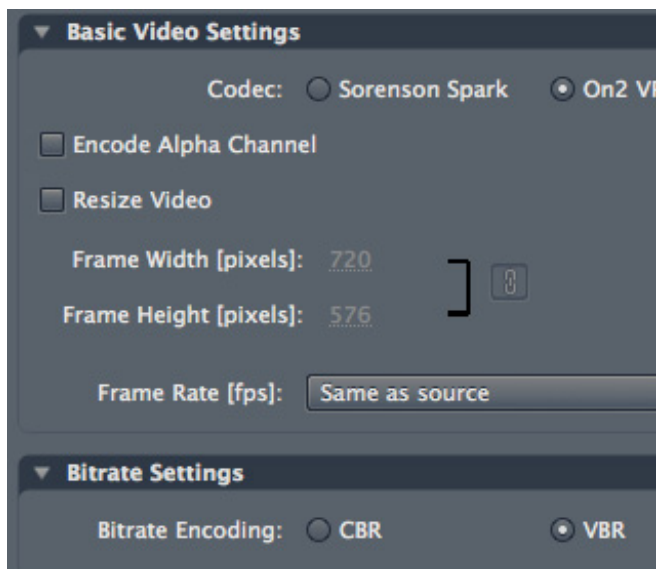 Basic Video Settings
Codec: Sorenson Spark On2
Encode Alpha Channel
Resize Video
Frame Width [pixels]: 720
Frame Height [pixels]: 576
Frame Rate [fps]: Same as source
Bitrate Settings
Bitrate Encoding: CBR VBR